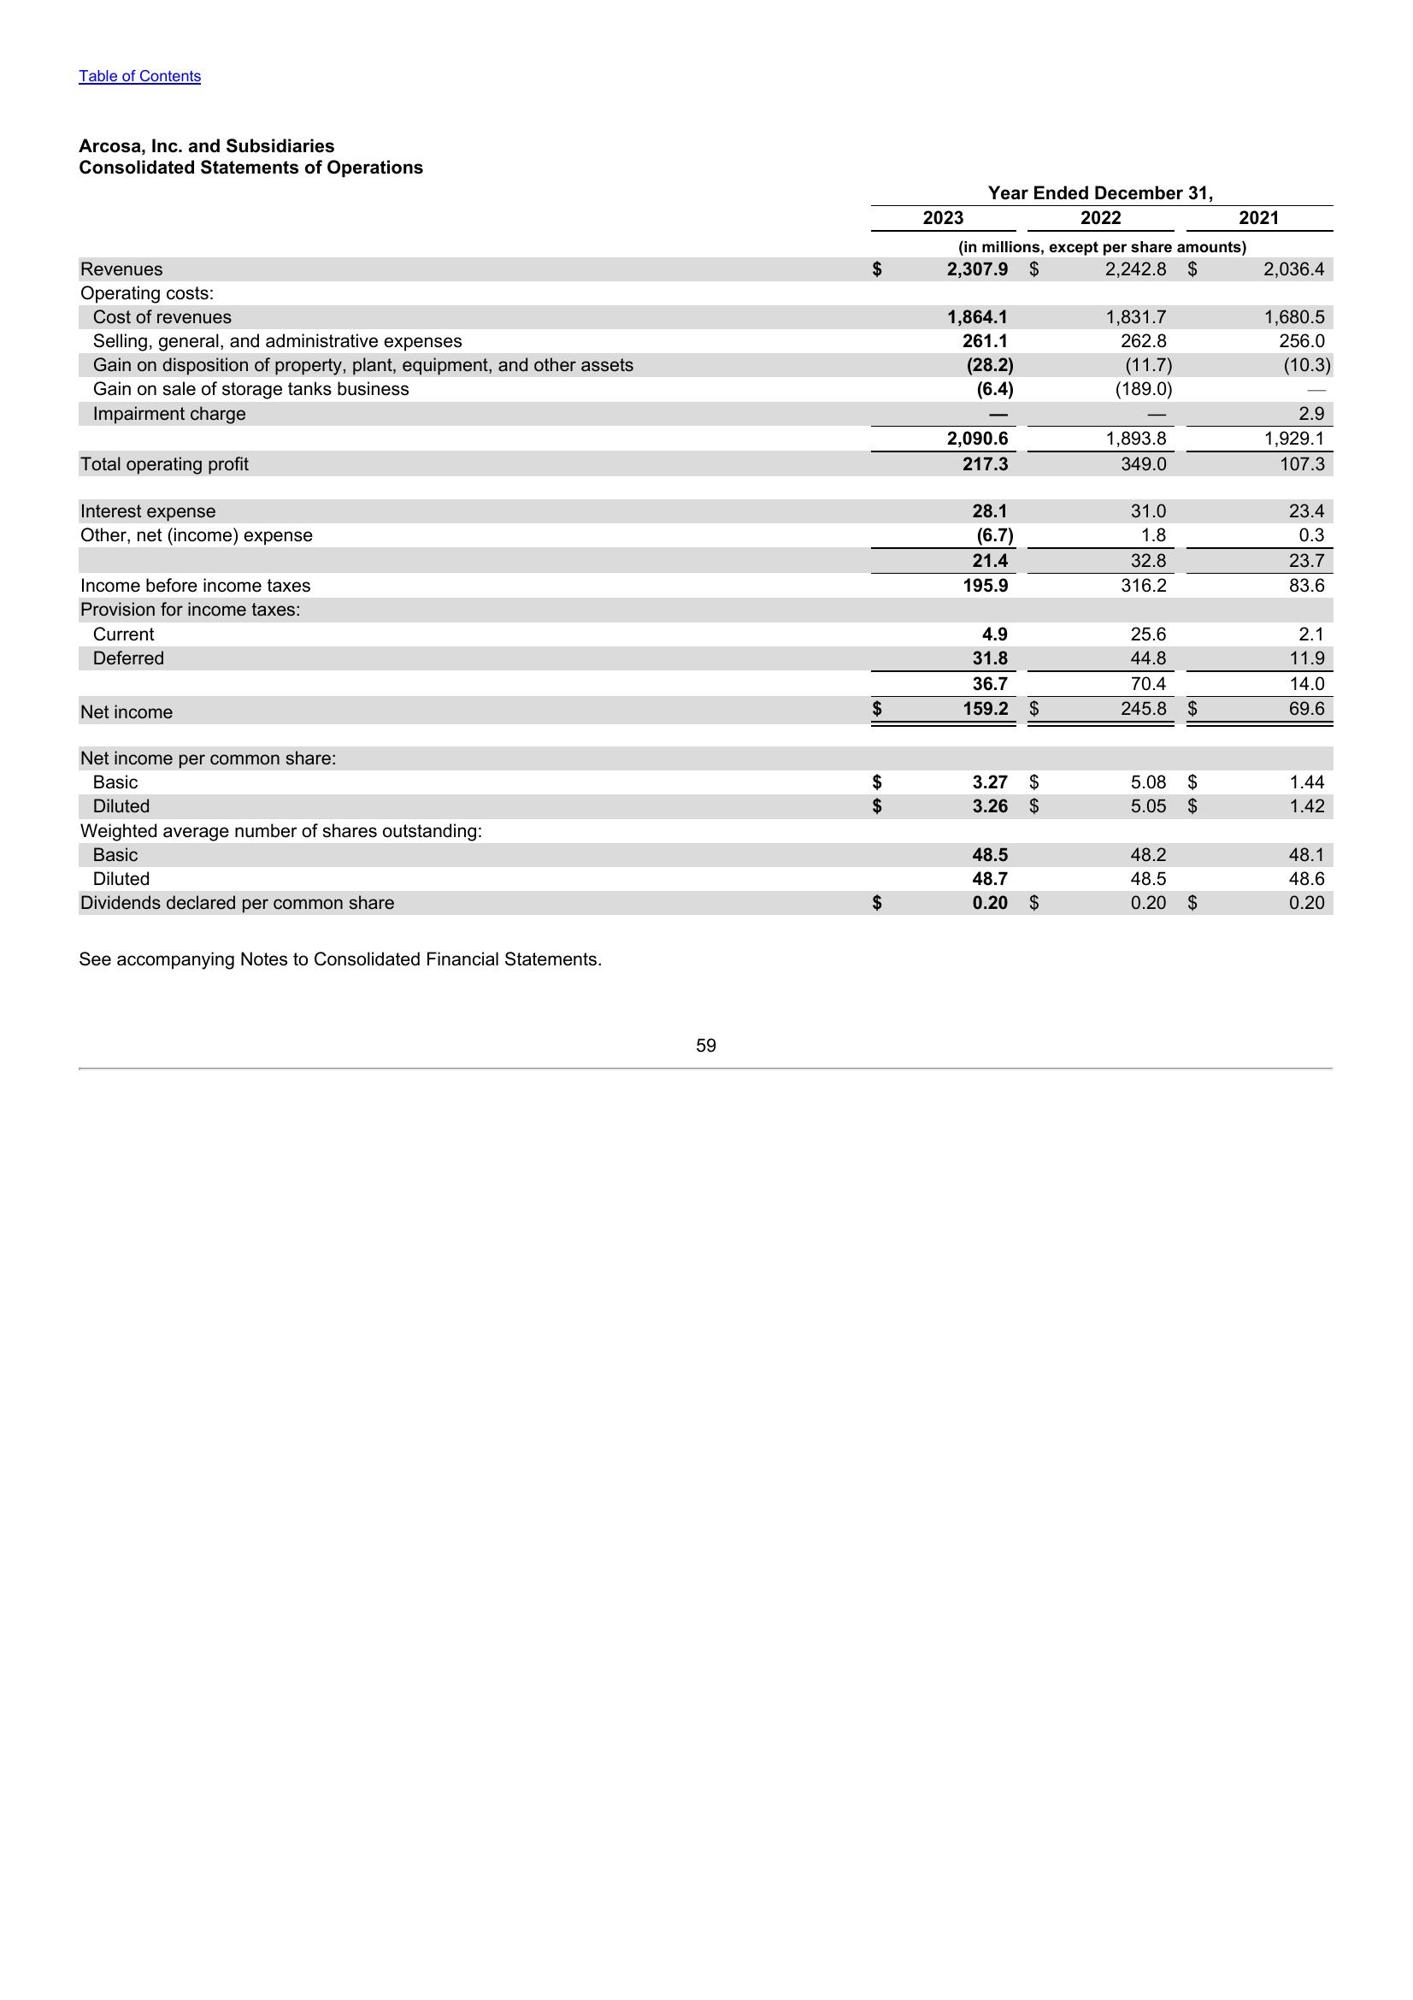 Table of Contents
Arcosa, Inc. and Subsidiaries
Consolidated Statements of Operations
Year Ended December 31,
2023 2022 2021
(in millions, except per share amounts)
Revenues $ 2,307.9 $ 2,242.8 $ 2,036.4
Operating costs:
Cost of revenues 1,864.1 1,831.7 1,680.5
Selling, general, and administrative expenses 261.1 262.8 256.0
Gain on disposition of property, plant, equipment, and other assets (28.2) (11.7) (10.3)
Gain on sale of storage tanks business (6.4) (189.0) —
Impairment charge — — 2.9
2,090.6 1,893.8 1,929.1
Total operating profit 217.3 349.0 107.3
Interest expense 28.1 31.0 23.4
Other, net (income) expense (6.7) 1.8 0.3
21.4 32.8 23.7
Income before income taxes 195.9 316.2 83.6
Provision for income taxes:
Current 4.9 25.6 2.1
Deferred 31.8 44.8 11.9
36.7 70.4 14.0
Net income $ 159.2 $ 245.8 $ 69.6
Net income per common share:
Basic $ 3.27 $ 5.08 $ 1.44
Diluted $ 3.26 $ 5.05 $ 1.42
Weighted average number of shares outstanding:
Basic 48.5 48.2 48.1
Diluted 48.7 48.5 48.6
Dividends declared per common share $ 0.20 $ 0.20 $ 0.20
See accompanying Notes to Consolidated Financial Statements.
59